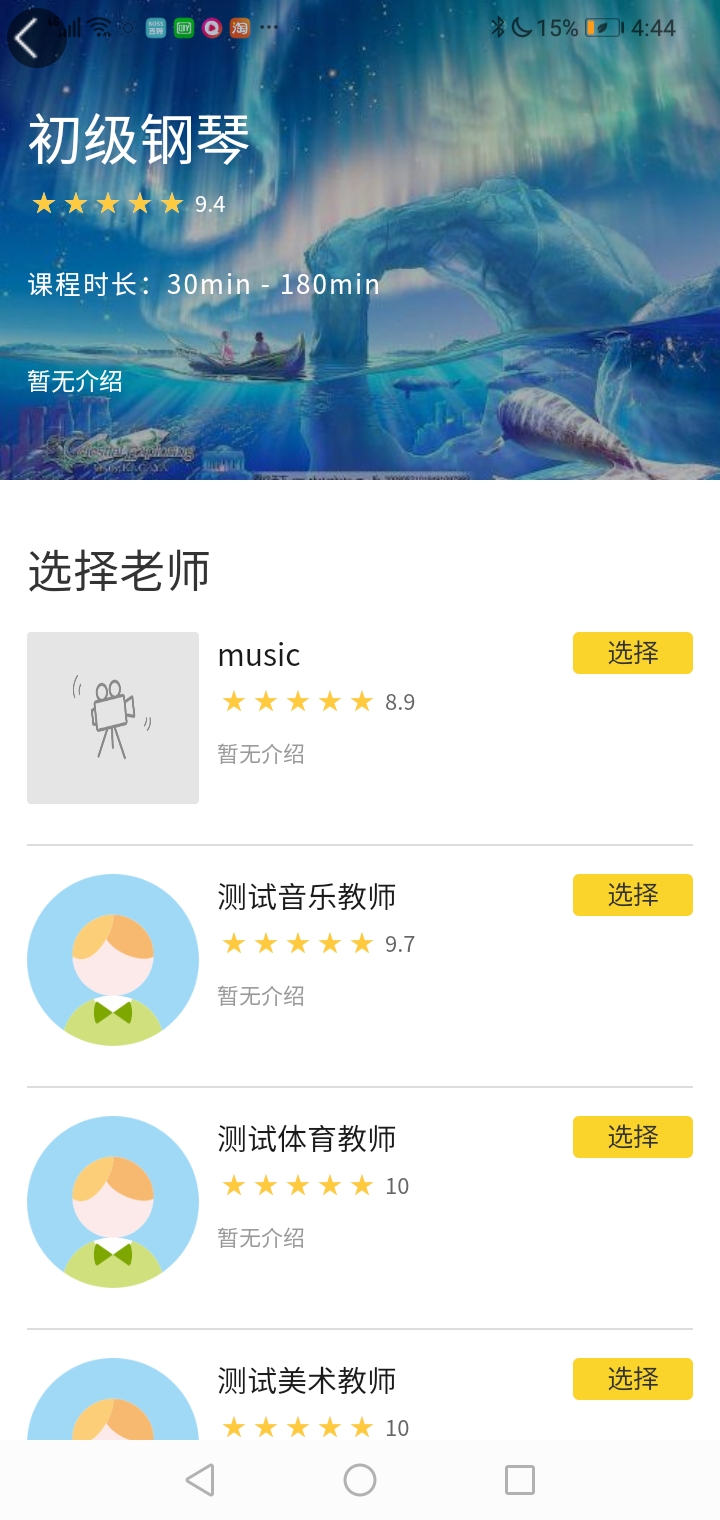 15% 4:44
初级钢琴
9.4
课程时长：30min - 180min
暂无介绍
选择老师
music
选择
8.9
暂无介绍
测试音乐教师
选择
9.7
暂无介绍
测试体育教师
选择
10
暂无介绍
测试美术教师
选择
10